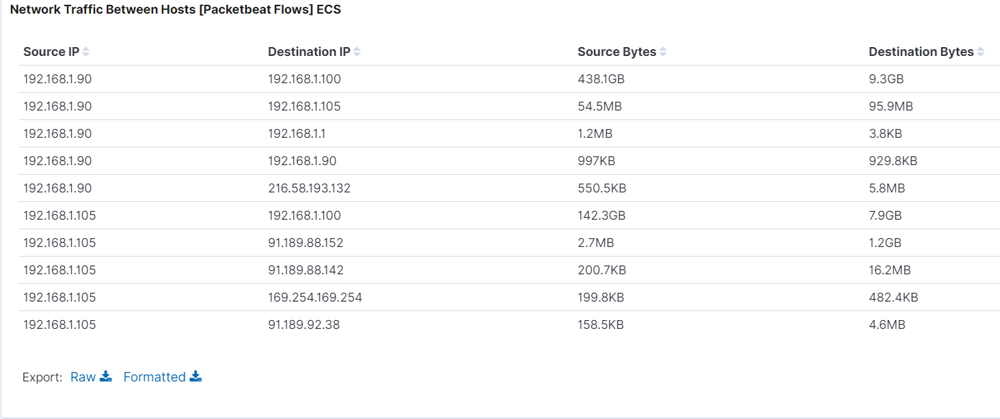 Network Traffic Between Hosts [Packetbeat Flows] ECS
Source IP Destination IP Source Bytes Destination Bytes
192.168.1.90 192.168.1.100 438.1GB 9.3GB
192.168.1.90 192.168.1.105 54.5MB 95.9MB
192.168.1.90 192.168.1.1 1.2MB 3.8KB
192.168.1.90 192.168.1.90 997KB 929.8KB
192.168.1.90 216.58.193.132 550.5KB 5.8MB
192.168.1.105 192.168.1.100 142.3GB 7.9GB
192.168.1.105 91.189.88.152 2.7MB 1.2GB
192.168.1.105 91.189.88.142 200.7KB 16.2MB
192.168.1.105 169.254.169.254 199.8KB 482.4KB
192.168.1.105 91.189.92.38 158.5KB 4.6MB
Export: Raw Formatted